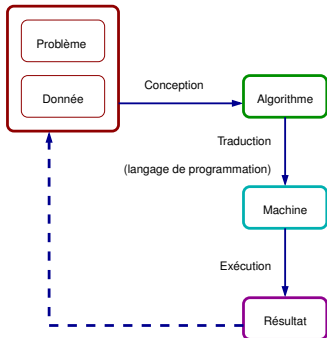 Problème
Donnée
Conception
Algorithme
Traduction
(langage de programmation)
Machine
Exécution
Résultat